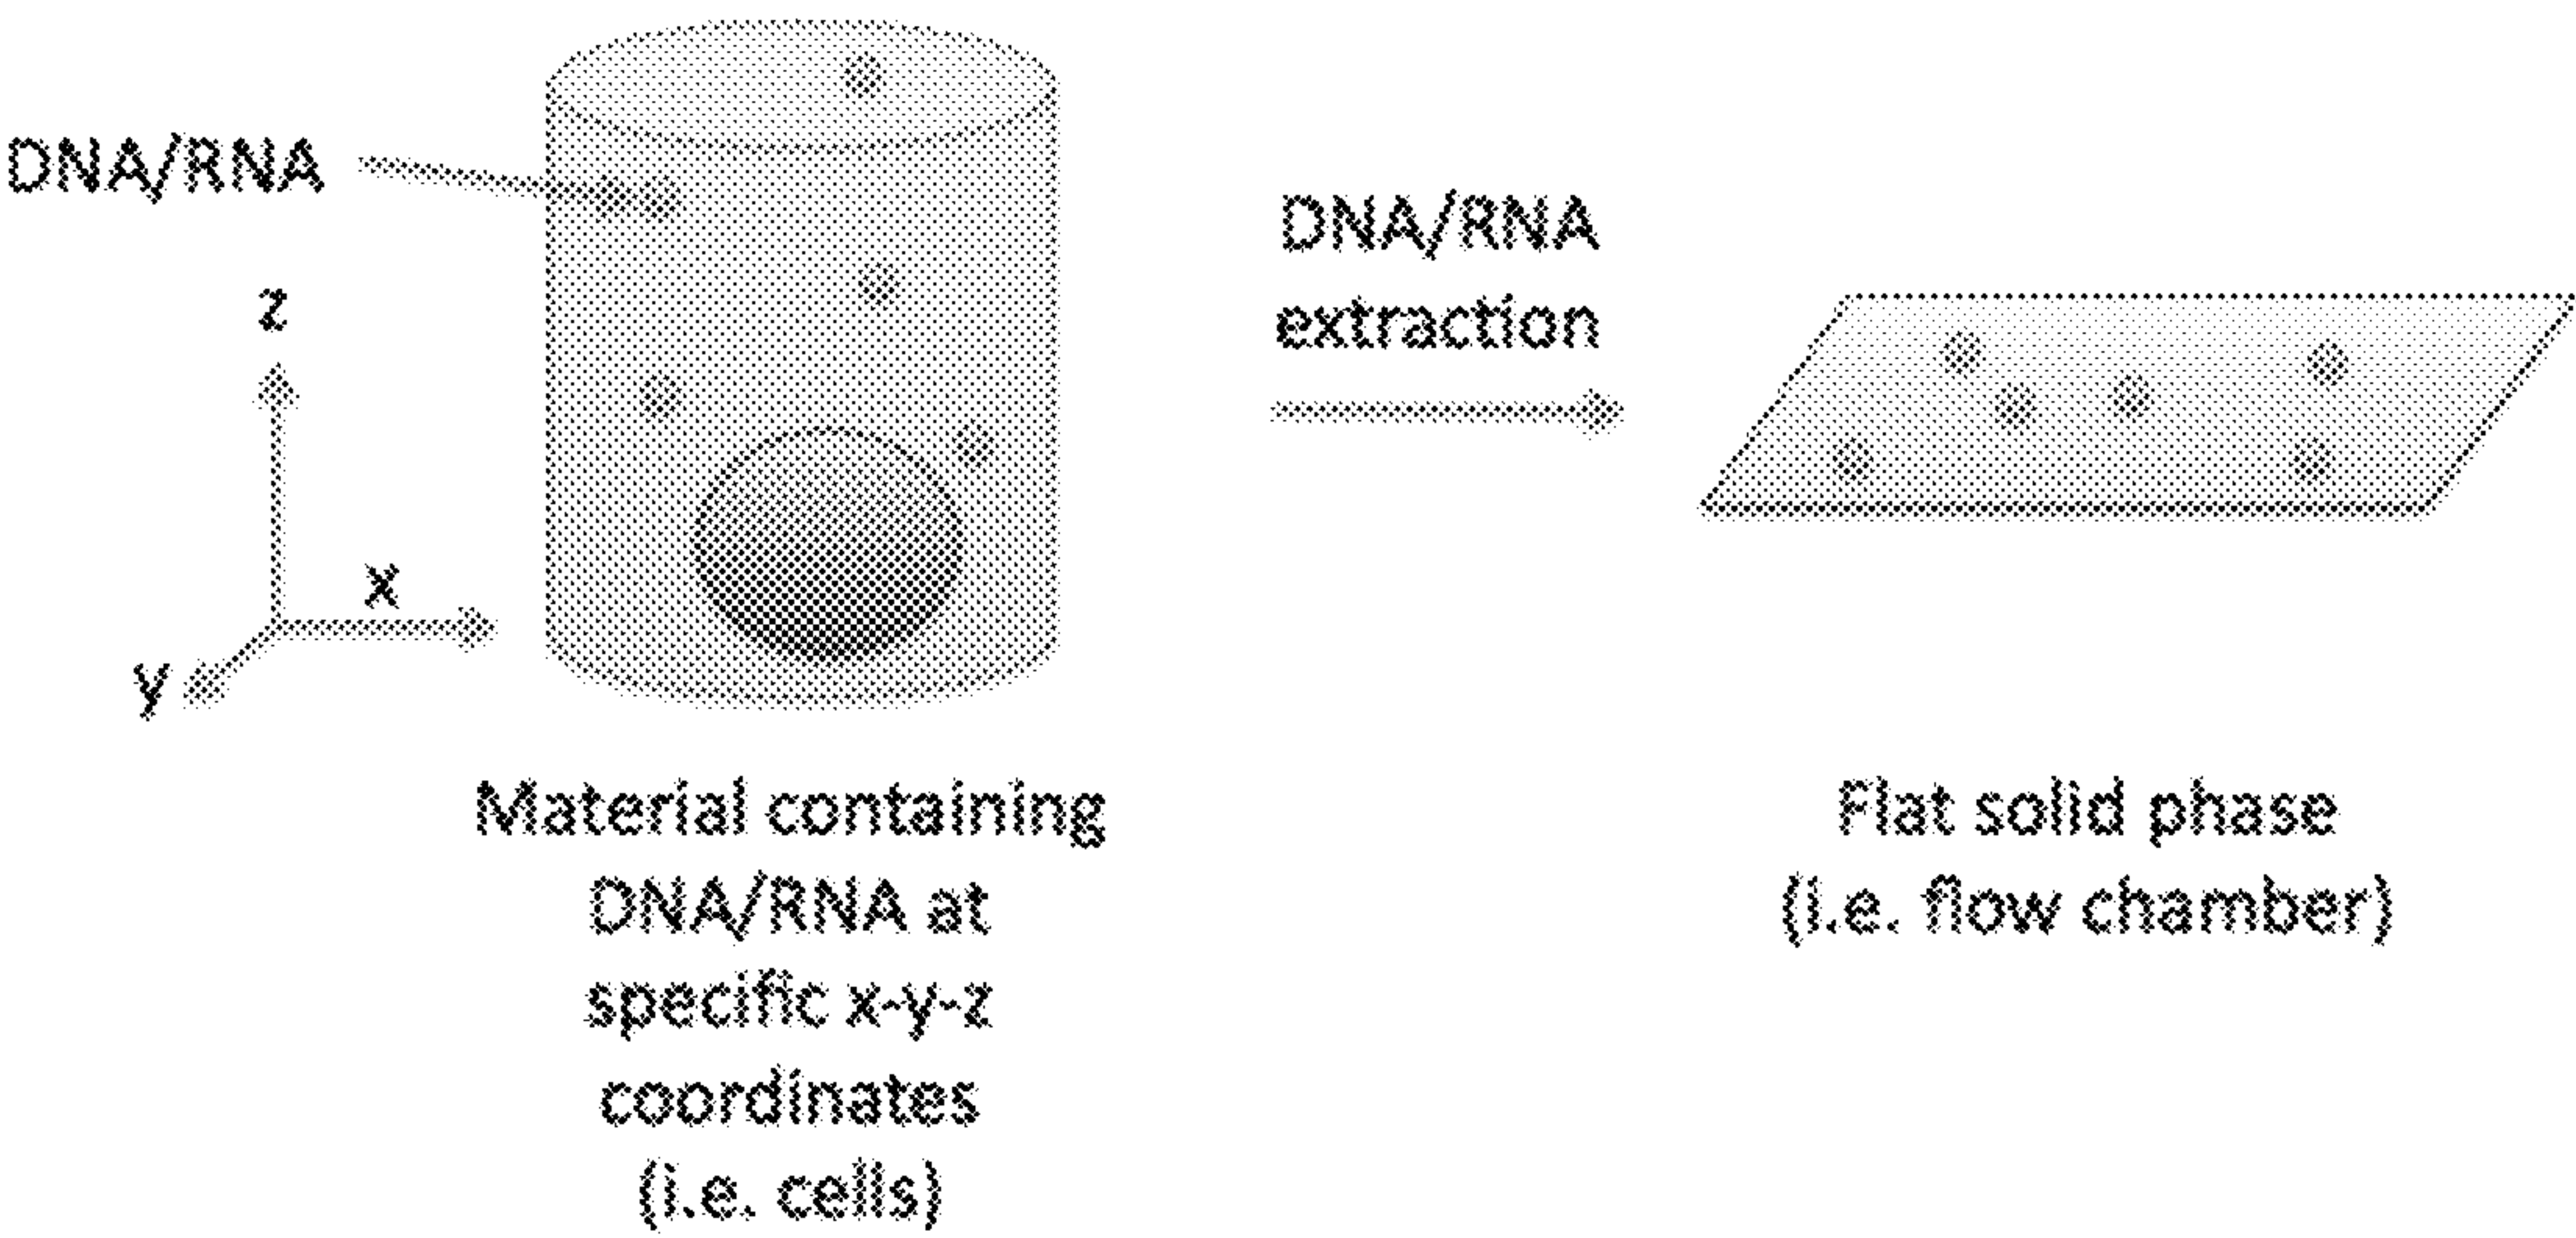 DNA/RNA
z
x
y
DNA/RNA
extraction
Material containing
DNA/RNA at
specific x-y-z
coordinates
(i.e. cells)
Flat solid phase
(i.e. flow chamber)